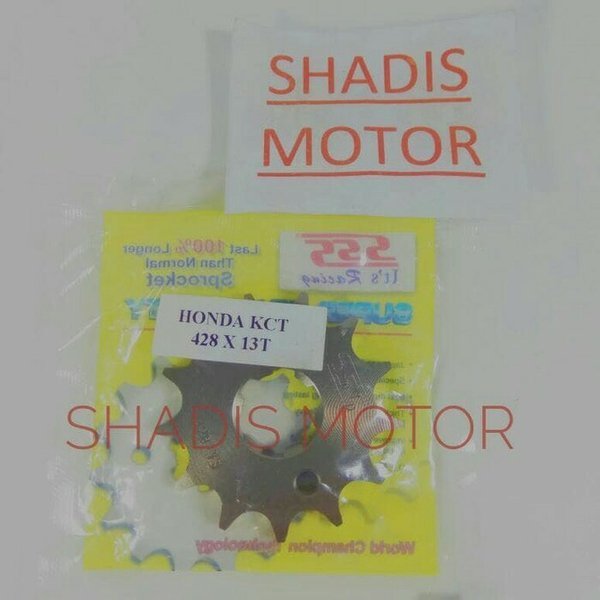 SHADIS
MOTOR
Last 100% Longer
Than Normal
Sprocket
SSS
It's Racing
HONDA KCT
428 X 13T
SHADIS MOTOR
World Champion